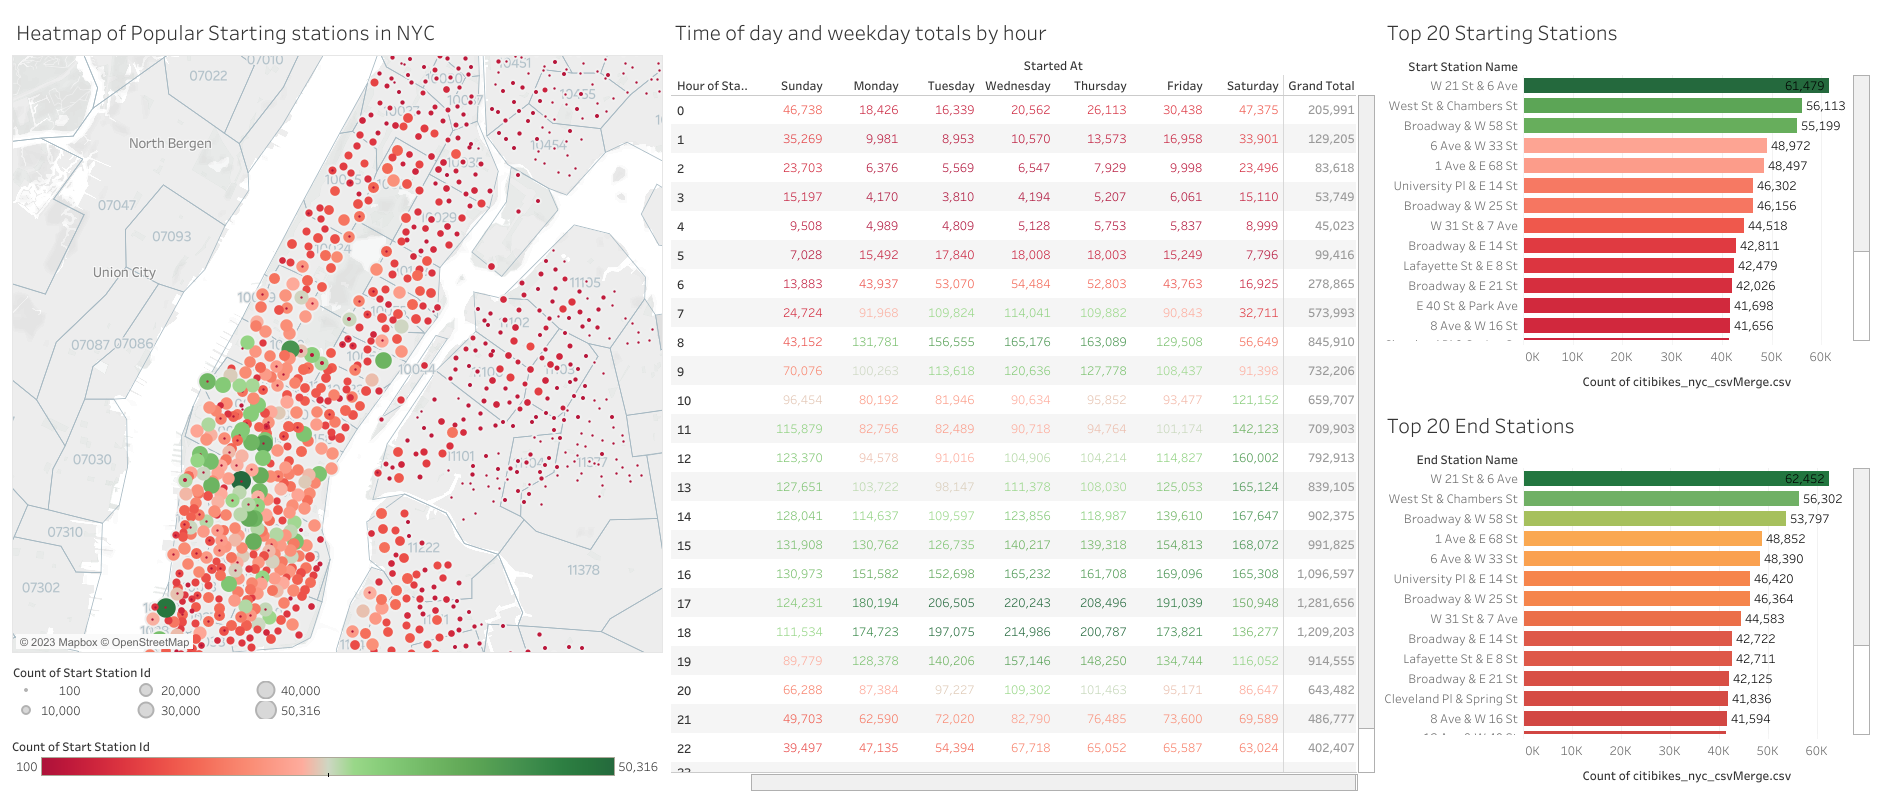 Heatmap of Popular Starting stations in NYC
07022
07010
10451
10030
10455
10027
10454
North Bergen
10029
07047
07093
Union City
11105
11102
07087 07086
11101
11377
07030
07310
11222
07302
11378
© 2023 Mapbox © OpenStreetMap
Count of Start Station Id
100 20,000 40,000
10,000 30,000 50,316
Count of Start Station Id
100 50,316
Time of day and weekday totals by hour
Started At
Hour of Sta.. Sunday Monday Tuesday Wednesday Thursday Friday Saturday Grand Total
0 46,738 18,426 16,339 20,562 26,113 30,438 47,375 205,991
1 35,269 9,981 8,953 10,570 13,573 16,958 33,901 129,205
2 23,703 6,376 5,569 6,547 7,929 9,998 23,496 83,618
3 15,197 4,170 3,810 4,194 5,207 6,061 15,110 53,749
4 9,508 4,989 4,809 5,128 5,753 5,837 8,999 45,023
5 7,028 15,492 17,840 18,008 18,003 15,249 7,796 99,416
6 13,883 43,937 53,070 54,484 52,803 43,763 16,925 278,865
7 24,724 91,968 109,824 114,041 109,882 90,843 32,711 573,993
8 43,152 131,781 156,555 165,176 163,089 129,508 56,649 845,910
9 70,076 100,263 113,618 120,636 127,778 108,437 91,398 732,206
10 96,454 80,192 81,946 90,634 95,852 93,477 121,152 659,707
11 115,879 82,756 82,489 90,718 94,764 101,174 142,123 709,903
12 123,370 94,578 91,016 104,906 104,214 114,827 160,002 792,913
13 127,651 103,722 98,147 111,378 108,030 125,053 165,124 839,105
14 128,041 114,637 109,597 123,856 118,987 139,610 167,647 902,375
15 131,908 130,762 126,735 140,217 139,318 154,813 168,072 991,825
16 130,973 151,582 152,698 165,232 161,708 169,096 165,308 1,096,597
17 124,231 180,194 206,505 220,243 208,496 191,039 150,948 1,281,656
18 111,534 174,723 197,075 214,986 200,787 173,821 136,277 1,209,203
19 89,779 128,378 140,206 157,146 148,250 134,744 116,052 914,555
20 66,288 87,384 97,227 109,302 101,463 95,171 86,647 643,482
21 49,703 62,590 72,020 82,790 76,485 73,600 69,589 486,777
22 39,497 47,135 54,394 67,718 65,052 65,587 63,024 402,407
Top 20 Starting Stations
Start Station Name
W 21 St & 6 Ave 61,479
West St & Chambers St 56,113
Broadway & W 58 St 55,199
6 Ave & W 33 St 48,972
1 Ave & E 68 St 48,497
University Pl & E 14 St 46,302
Broadway & W 25 St 46,156
W 31 St & 7 Ave 44,518
Broadway & E 14 St 42,811
Lafayette St & E 8 St 42,479
Broadway & E 21 St 42,026
E 40 St & Park Ave 41,698
8 Ave & W 16 St 41,656
0K 10K 20K 30K 40K 50K 60K
Count of citibikes_nyc_csvMerge.csv
Top 20 End Stations
End Station Name
W 21 St & 6 Ave 62,452
West St & Chambers St 56,302
Broadway & W 58 St 53,797
1 Ave & E 68 St 48,852
6 Ave & W 33 St 48,390
University Pl & E 14 St 46,420
Broadway & W 25 St 46,364
W 31 St & 7 Ave 44,583
Broadway & E 14 St 42,722
Lafayette St & E 8 St 42,711
Broadway & E 21 St 42,125
Cleveland Pl & Spring St 41,836
8 Ave & W 16 St 41,594
0K 10K 20K 30K 40K 50K 60K
Count of citibikes_nyc_csvMerge.csv